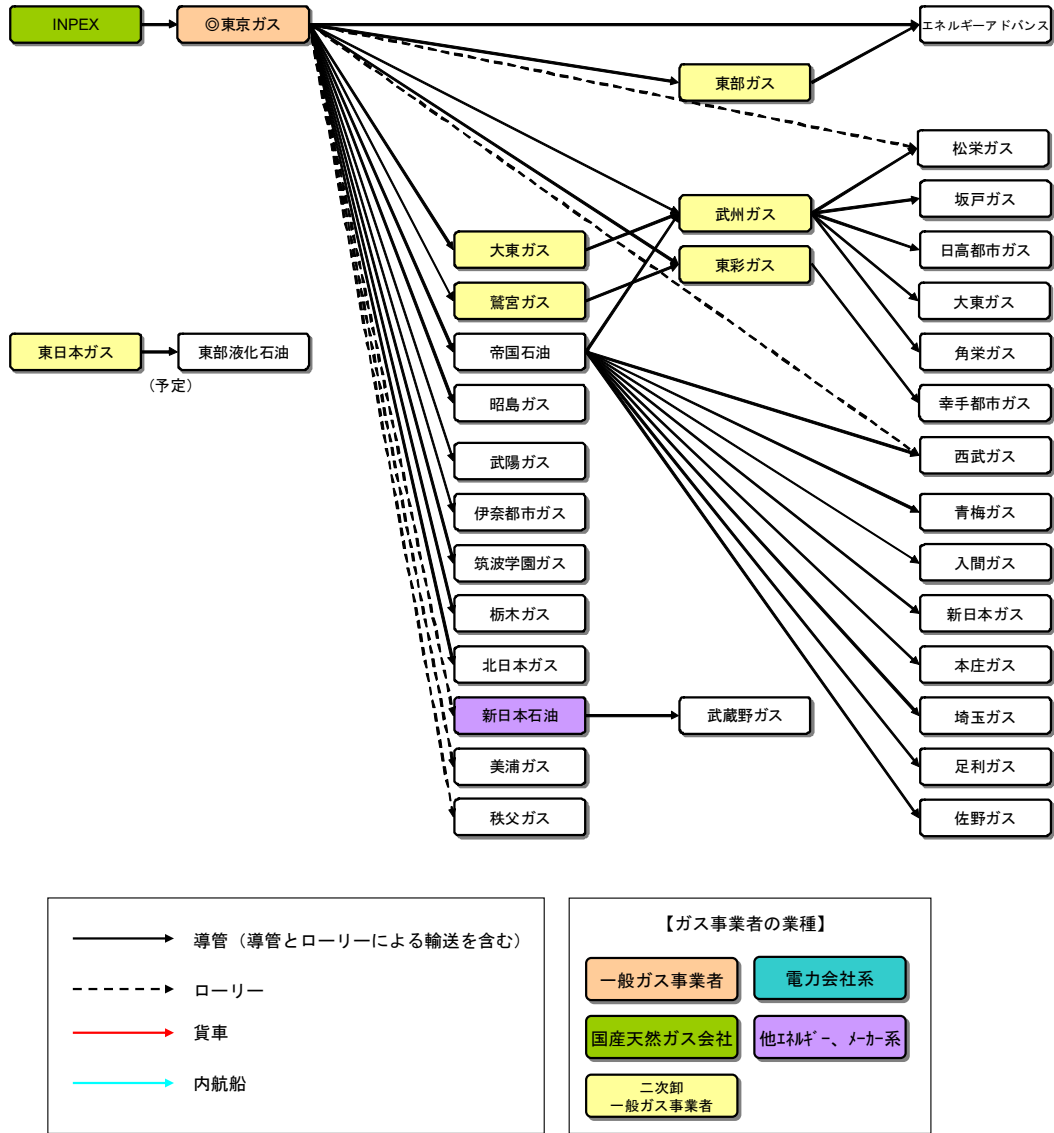 INPEX
◎東京ガス
エネルギーアドバンス
東部ガス
松栄ガス
坂戸ガス
武州ガス
大東ガス
日高都市ガス
東彩ガス
鷲宮ガス
大東ガス
東日本ガス
東部液化石油
帝国石油
角栄ガス
(予定)
昭島ガス
幸手都市ガス
武陽ガス
西武ガス
伊奈都市ガス
青梅ガス
筑波学園ガス
入間ガス
栃木ガス
新日本ガス
北日本ガス
本庄ガス
新日本石油
武蔵野ガス
埼玉ガス
美浦ガス
足利ガス
秩父ガス
佐野ガス
導管（導管とローリーによる輸送を含む）
ローリー
貨車
内航船
【ガス事業者の業種】
一般ガス事業者
電力会社系
国産天然ガス会社
他ｴﾈﾙｷﾞｰ、ﾒｰｶｰ系
二次卸
一般ガス事業者